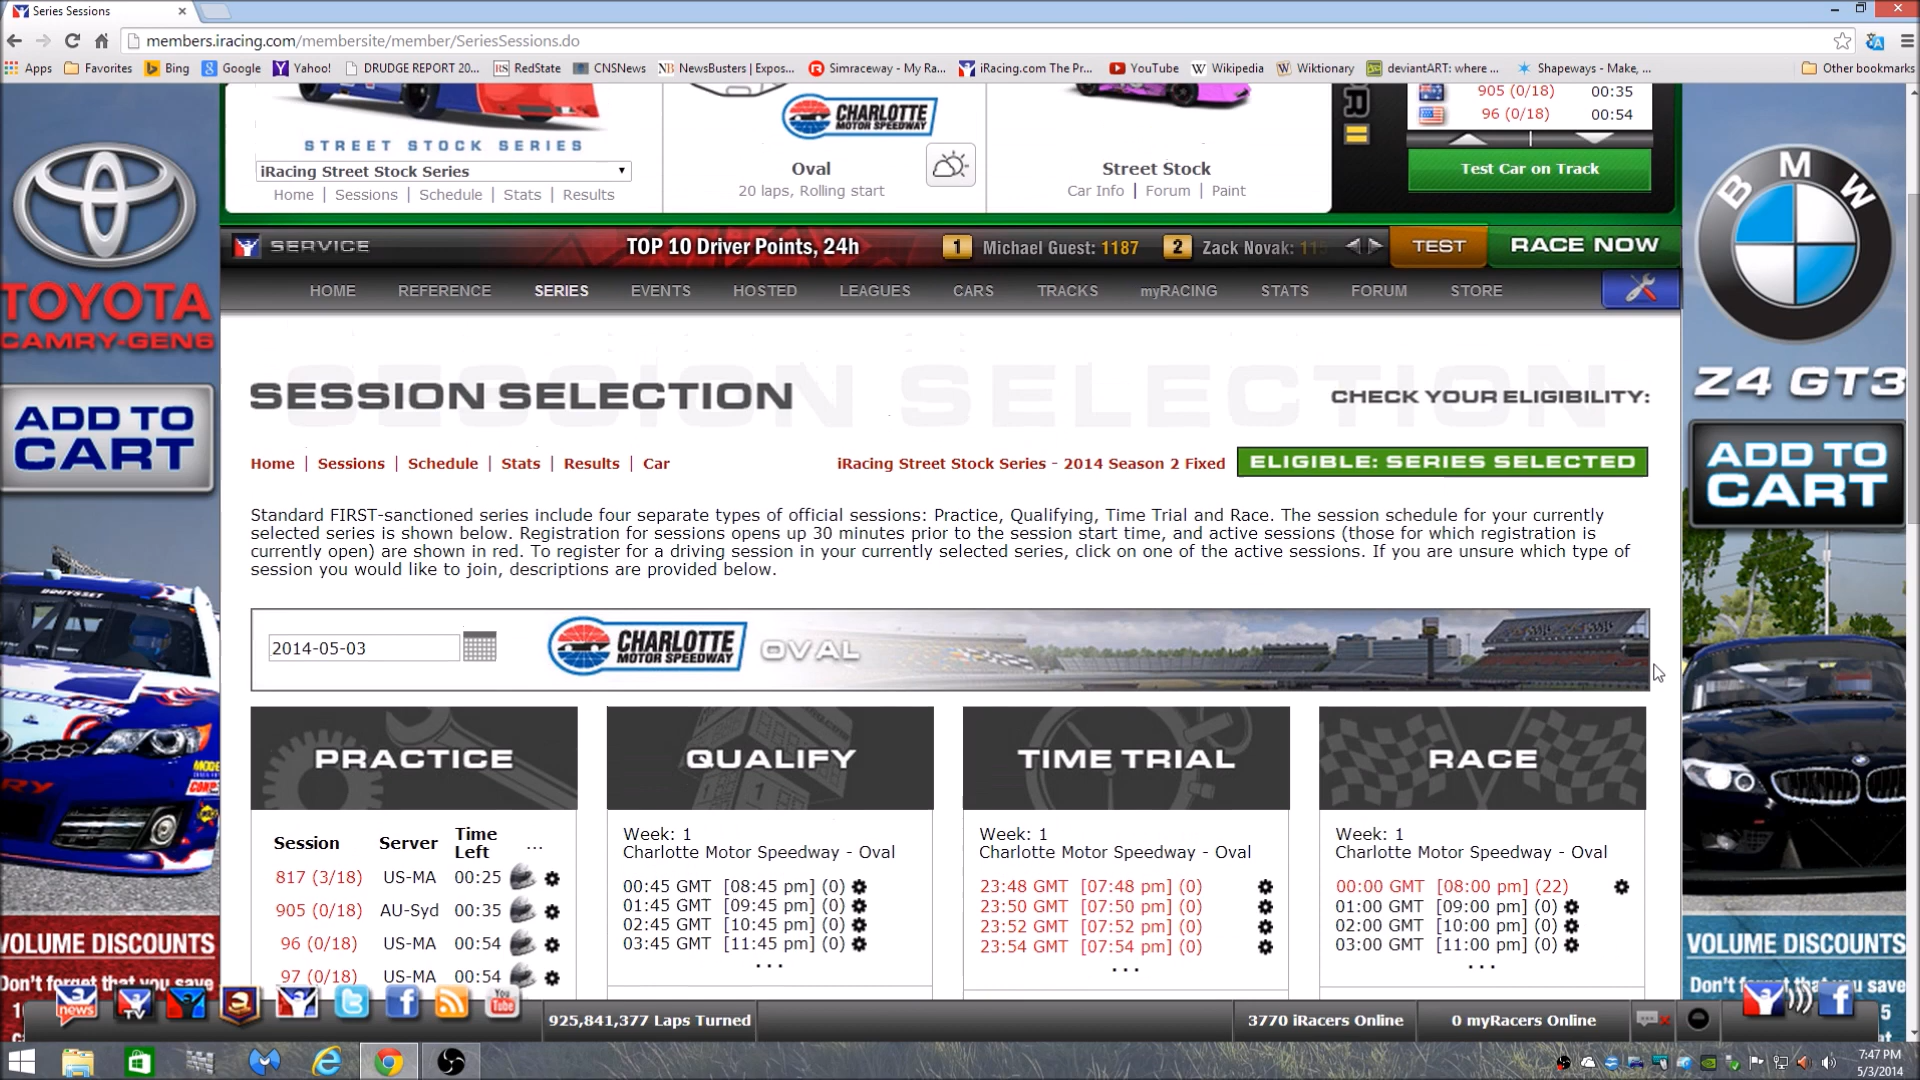 Series Sessions
members.iracing.com/membersite/member/SeriesSessions.do
Apps Favorites Bing Google Yahoo! DRUDGE REPORT 20... RedState CNSNews NewsBusters | Expos... Simraceway - My Ra... iRacing.com The Pr... YouTube Wikipedia Wiktionary deviantART: where ... Shapeways - Make, ... Other bookmarks
STREET STOCK SERIES
iRacing Street Stock Series
Home | Sessions | Schedule | Stats | Results
CHARLOTTE
MOTOR SPEEDWAY
Oval
20 laps, Rolling start
Street Stock
Car Info | Forum | Paint
905 (0/18) 00:35
96 (0/18) 00:54
Test Car on Track
SERVICE TOP 10 Driver Points, 24h 1 Michael Guest: 1187 2 Zack Novak: TEST RACE NOW
HOME REFERENCE SERIES EVENTS HOSTED LEAGUES CARS TRACKS myRACING STATS FORUM STORE
SESSION SELECTION
SESSION SELECTION
CHECK YOUR ELIGIBILITY:
Home | Sessions | Schedule | Stats | Results | Car
iRacing Street Stock Series - 2014 Season 2 Fixed ELIGIBLE: SERIES SELECTED
Standard FIRST-sanctioned series include four separate types of official sessions: Practice, Qualifying, Time Trial and Race. The session schedule for your currently
selected series is shown below. Registration for sessions opens up 30 minutes prior to the session start time, and active sessions (those for which registration is
currently open) are shown in red. To register for a driving session in your currently selected series, click on one of the active sessions. If you are unsure which type of
session you would like to join, descriptions are provided below.
2014-05-03
CHARLOTTE
MOTOR SPEEDWAY
OVAL
PRACTICE
Session Server Time Left ...
817 (3/18) US-MA 00:25
905 (0/18) AU-Syd 00:35
96 (0/18) US-MA 00:54
97 (0/18) US-MA 00:54
QUALIFY
Week: 1
Charlotte Motor Speedway - Oval
00:45 GMT [08:45 pm] (0)
01:45 GMT [09:45 pm] (0)
02:45 GMT [10:45 pm] (0)
03:45 GMT [11:45 pm] (0)
...
TIME TRIAL
Week: 1
Charlotte Motor Speedway - Oval
23:48 GMT [07:48 pm] (0)
23:50 GMT [07:50 pm] (0)
23:52 GMT [07:52 pm] (0)
23:54 GMT [07:54 pm] (0)
...
RACE
Week: 1
Charlotte Motor Speedway - Oval
00:00 GMT [08:00 pm] (22)
01:00 GMT [09:00 pm] (0)
02:00 GMT [10:00 pm] (0)
03:00 GMT [11:00 pm] (0)
...
TOYOTA
CAMRY-GEN6
ADD TO
CART
VOLUME DISCOUNTS
Don't forget that you save
BMW
Z4 GT3
ADD TO
CART
VOLUME DISCOUNTS
Don't forget that you save
news
TV
You
Tube
925,841,377 Laps Turned
3770 iRacers Online
0 myRacers Online
7:47 PM
5/3/2014